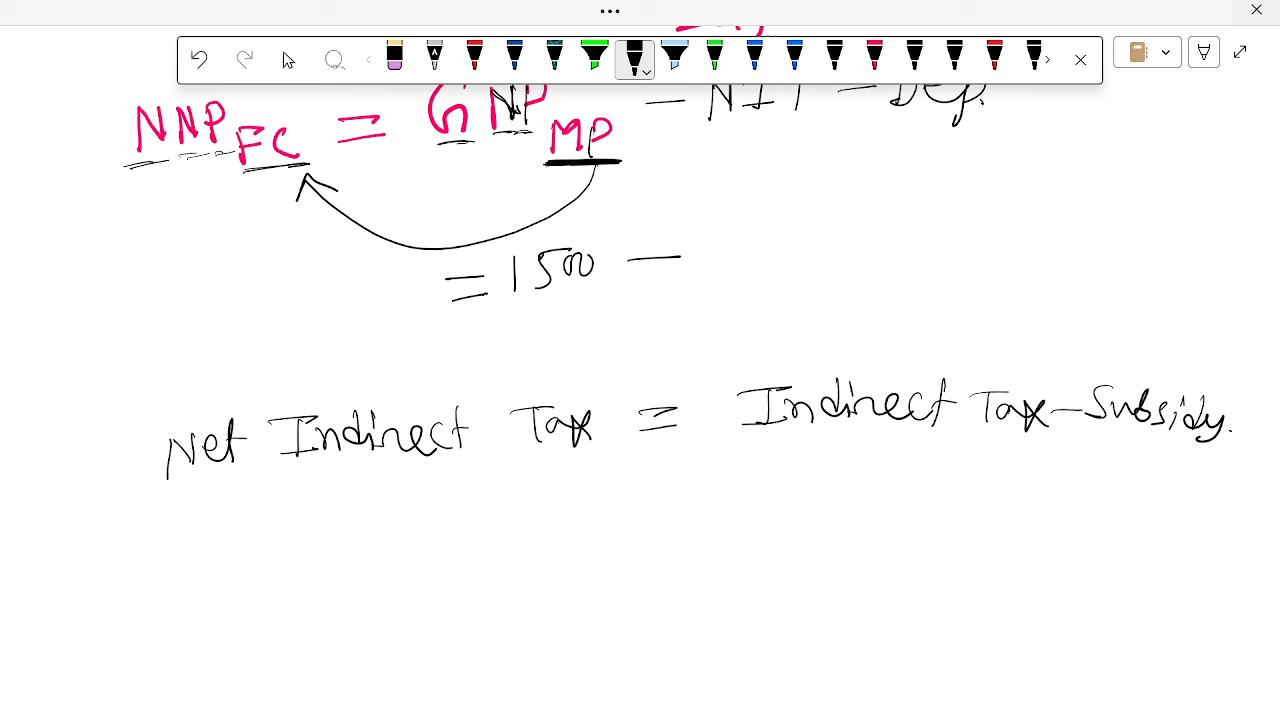 NNP FC = GNP MP - NIT - Dep.
= 1500 -
Net Indirect Tax = Indirect Tax - Subsidy.